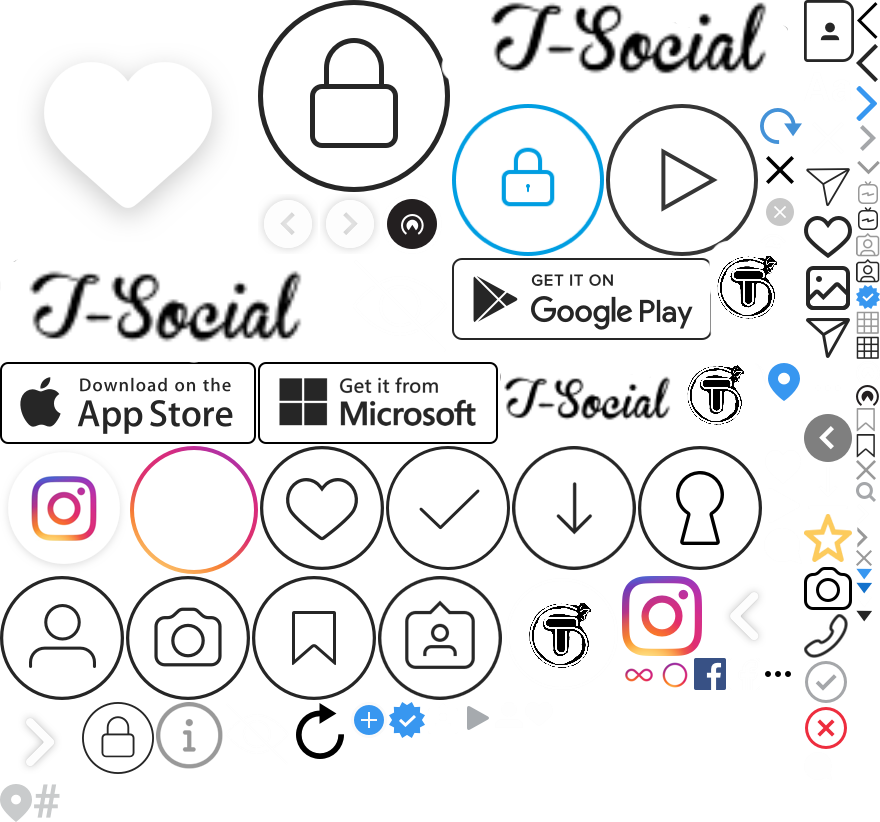 T-Social
GET IT ON
Google Play
T
T-Social
Download on the
App Store
Get it from
Microsoft
T-Social
T
T
#